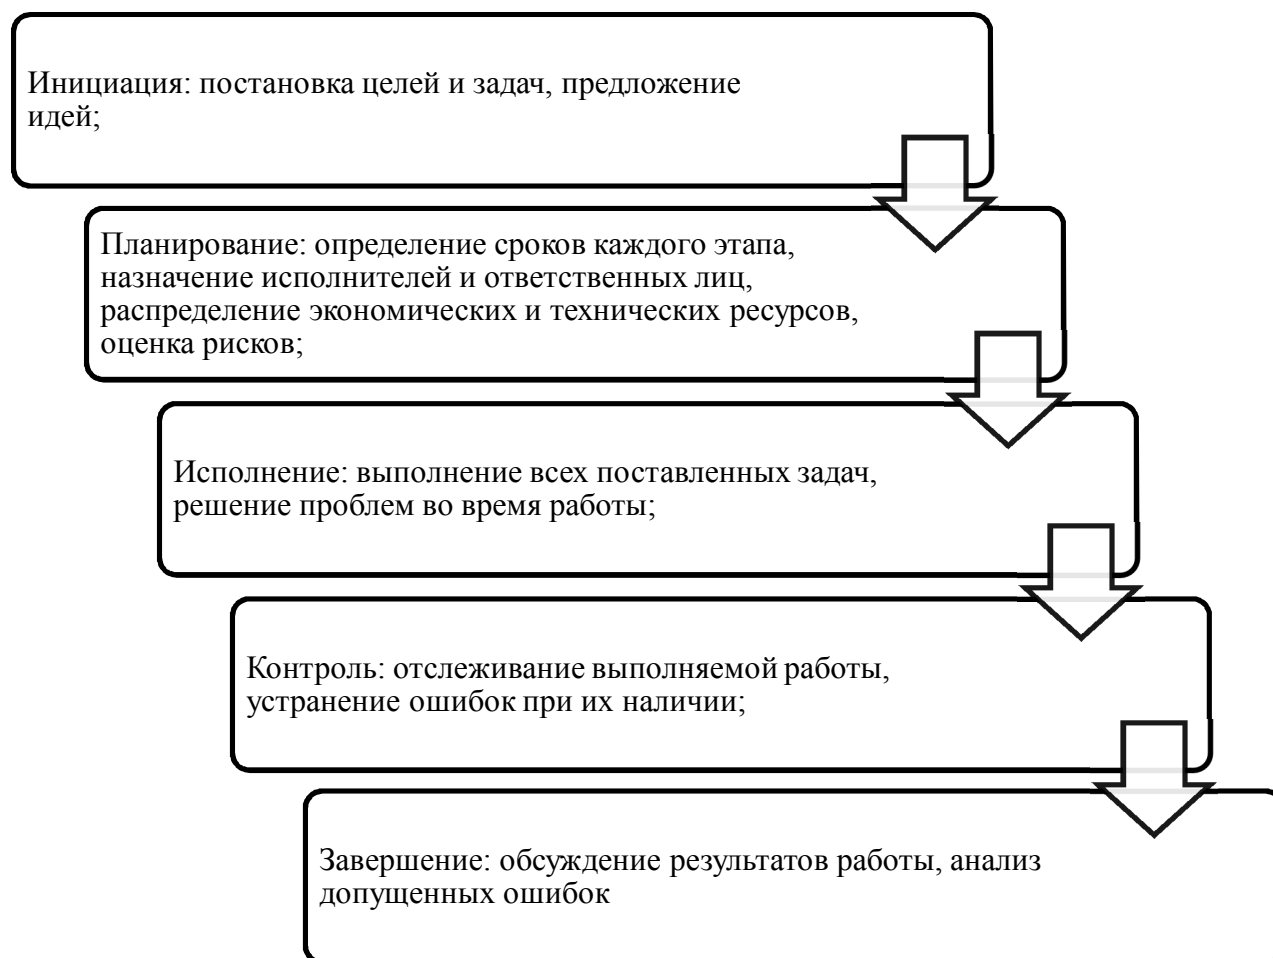 Инициация: постановка целей и задач, предложение
идей;
Планирование: определение сроков каждого этапа,
назначение исполнителей и ответственных лиц,
распределение экономических и технических ресурсов,
оценка рисков;
Исполнение: выполнение всех поставленных задач,
решение проблем во время работы;
Контроль: отслеживание выполняемой работы,
устранение ошибок при их наличии;
Завершение: обсуждение результатов работы, анализ
допущенных ошибок